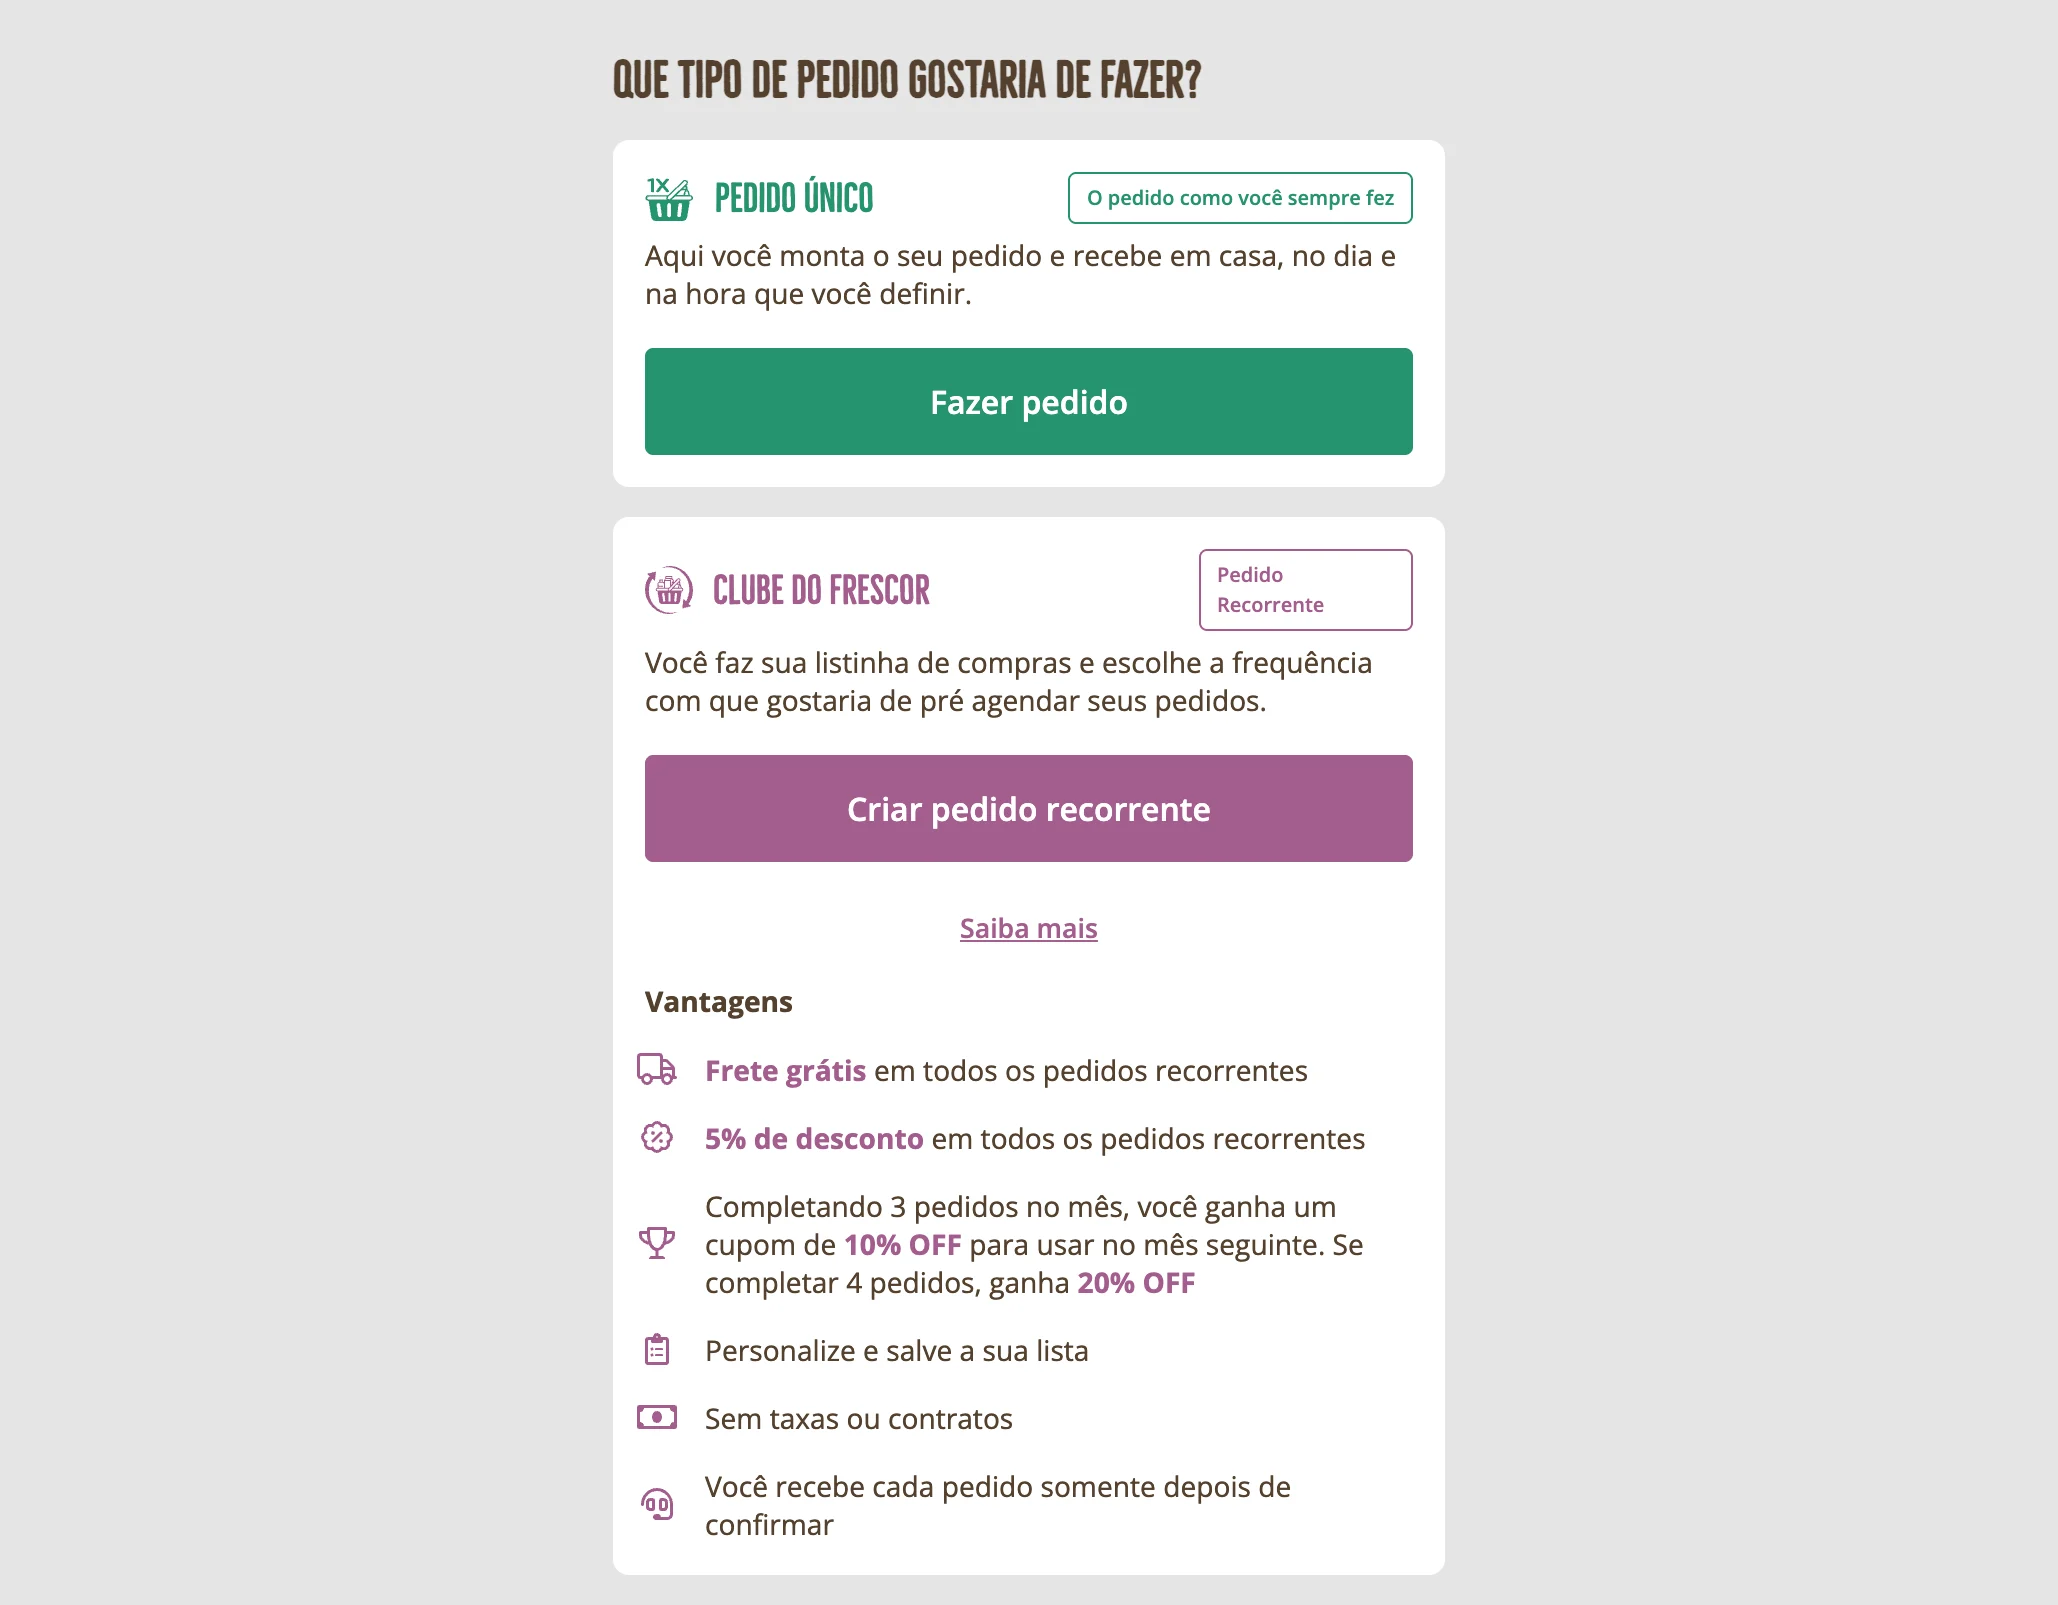 QUE TIPO DE PEDIDO GOSTARIA DE FAZER?
1X
PEDIDO ÚNICO
O pedido como você sempre fez
Aqui você monta o seu pedido e recebe em casa, no dia e
na hora que você definir.
Fazer pedido
CLUBE DO FRESCOR
Pedido
Recorrente
Você faz sua listinha de compras e escolhe a frequência
com que gostaria de pré agendar seus pedidos.
Criar pedido recorrente
Saiba mais
Vantagens
Frete grátis em todos os pedidos recorrentes
5% de desconto em todos os pedidos recorrentes
Completando 3 pedidos no mês, você ganha um
cupom de 10% OFF para usar no mês seguinte. Se
completar 4 pedidos, ganha 20% OFF
Personalize e salve a sua lista
Sem taxas ou contratos
Você recebe cada pedido somente depois de
confirmar